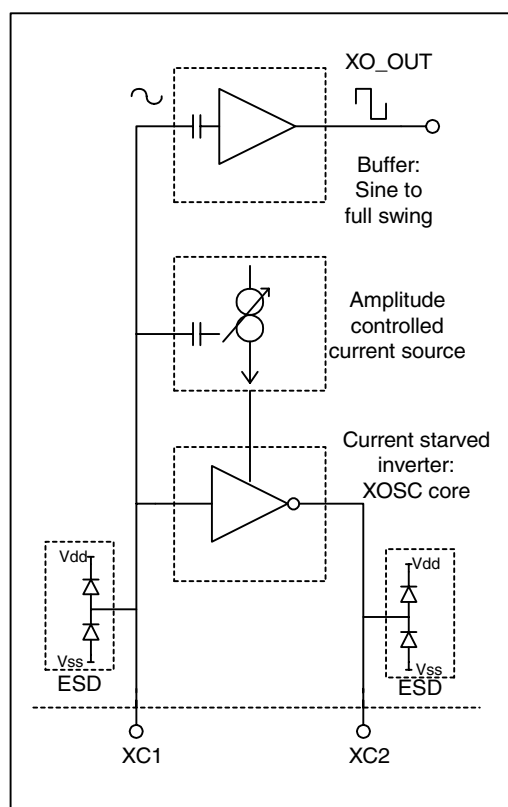 XO_OUT
Buffer:
Sine to
full swing
Amplitude
controlled
current source
Current starved
inverter:
XOSC core
Vdd
Vss
ESD
Vdd
Vss
ESD
XC1
XC2